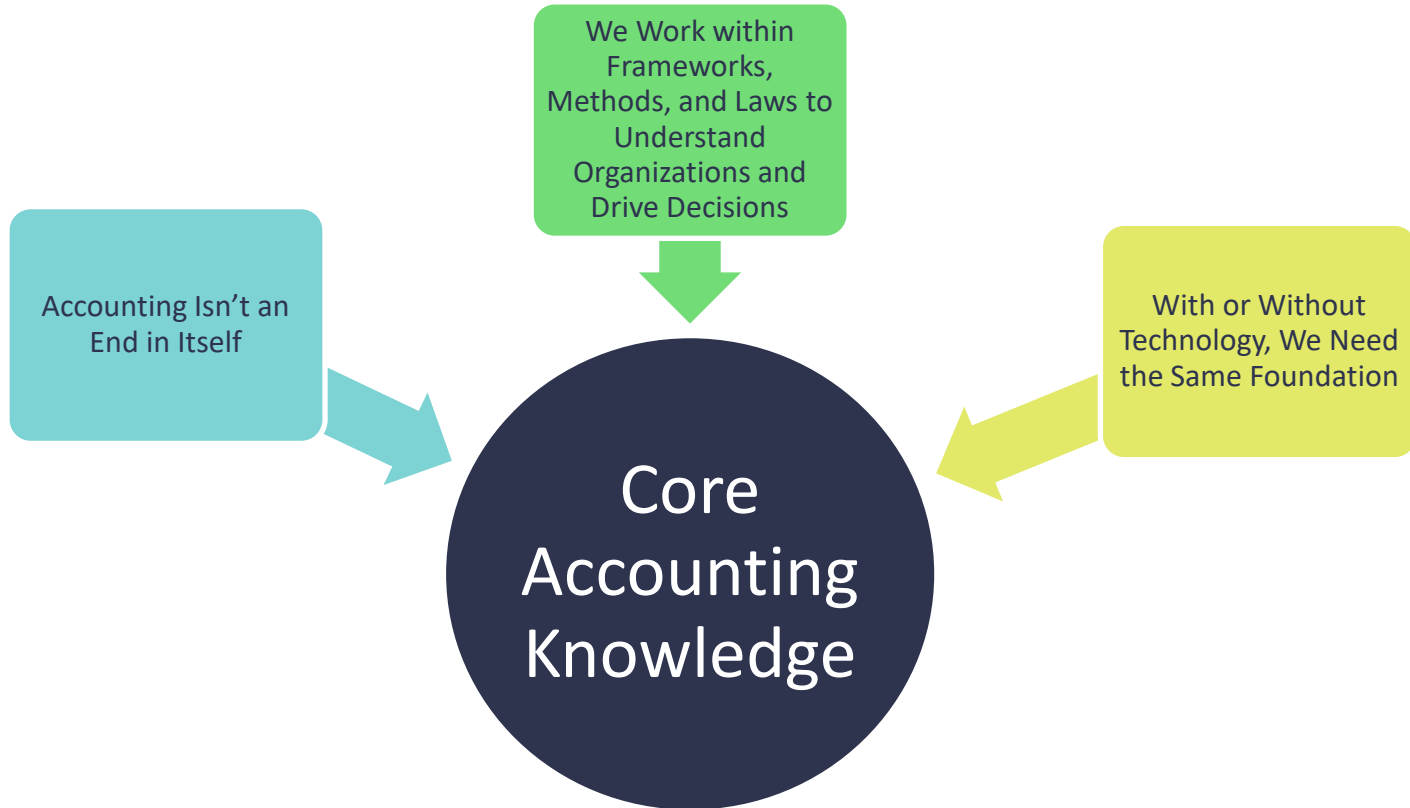 We Work within
Frameworks,
Methods, and Laws to
Understand
Organizations and
Drive Decisions
Accounting Isn’t an
End in Itself
With or Without
Technology, We Need
the Same Foundation
Core
Accounting
Knowledge